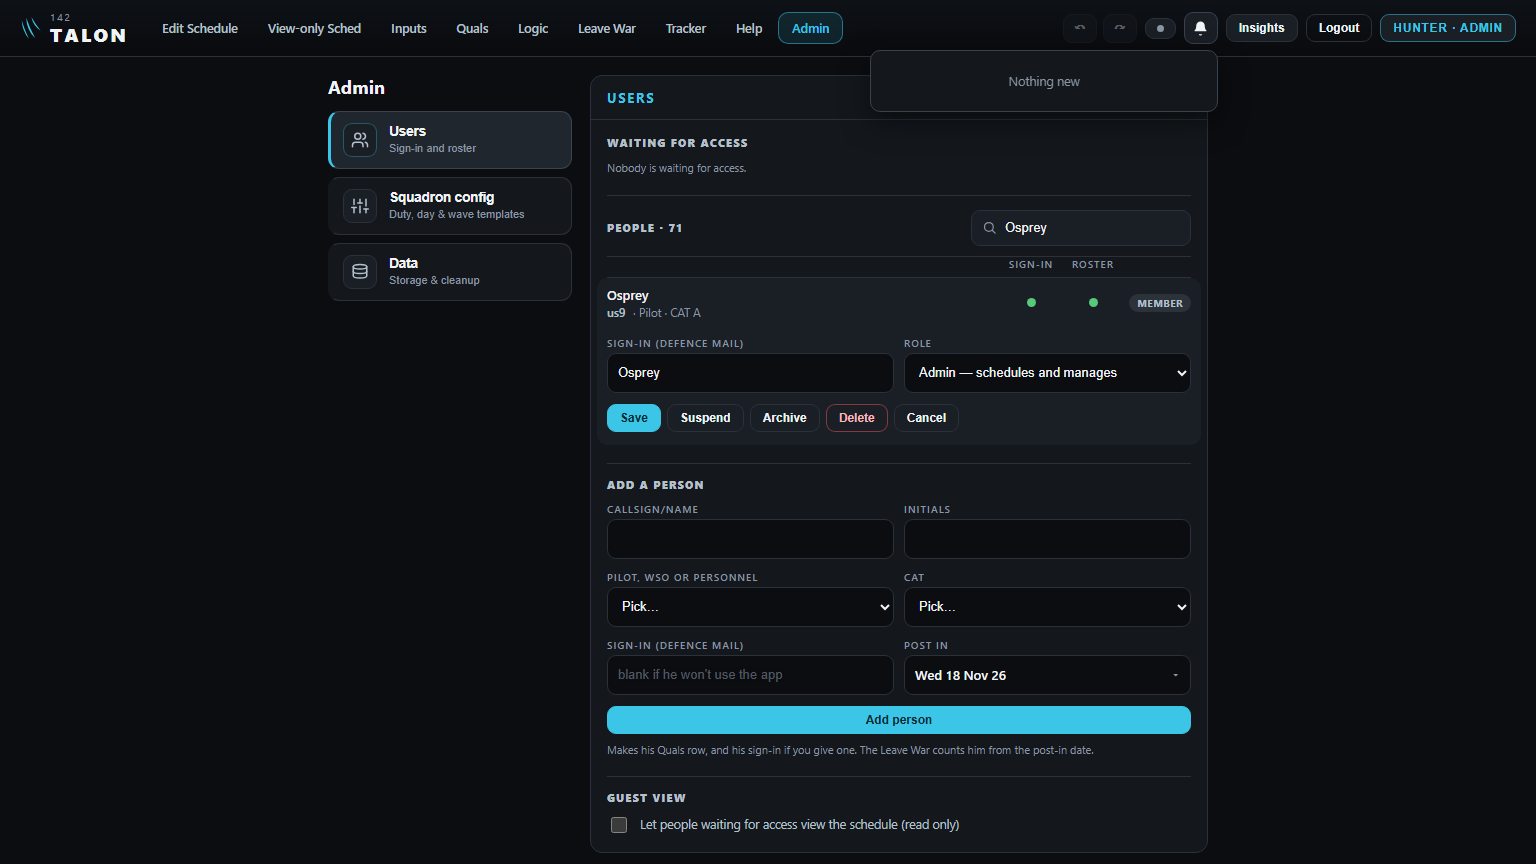 142
TALON
Edit Schedule
View-only Sched
Inputs
Quals
Logic
Leave War
Tracker
Help
Admin
Insights
Logout
HUNTER · ADMIN
Nothing new
Admin
Users
Sign-in and roster
Squadron config
Duty, day & wave templates
Data
Storage & cleanup
USERS
WAITING FOR ACCESS
Nobody is waiting for access.
PEOPLE · 71
Osprey
SIGN-IN
ROSTER
Osprey
us9 · Pilot · CAT A
MEMBER
SIGN-IN (DEFENCE MAIL)
ROLE
Osprey
Admin — schedules and manages
Save
Suspend
Archive
Delete
Cancel
ADD A PERSON
CALLSIGN/NAME
INITIALS
PILOT, WSO OR PERSONNEL
CAT
Pick...
Pick...
SIGN-IN (DEFENCE MAIL)
POST IN
blank if he won't use the app
Wed 18 Nov 26
Add person
Makes his Quals row, and his sign-in if you give one. The Leave War counts him from the post-in date.
GUEST VIEW
Let people waiting for access view the schedule (read only)